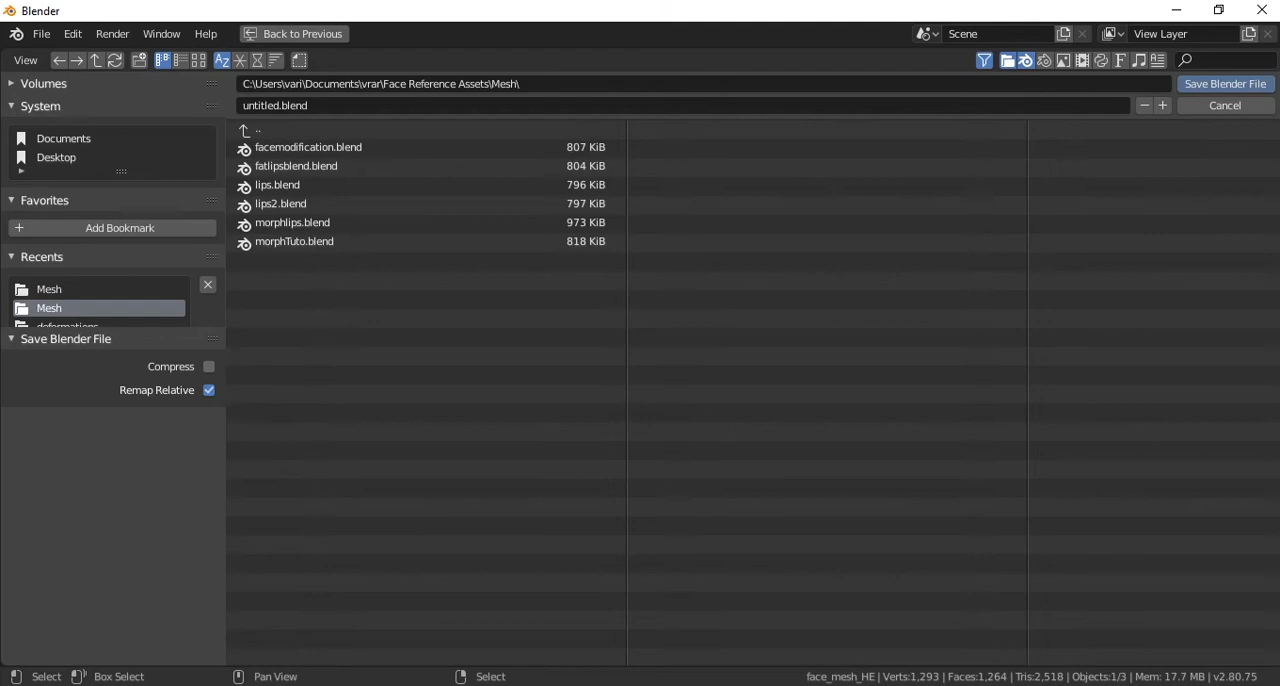 Blender
File Edit Render Window Help Back to Previous Scene View Layer
View
Volumes
C:\Users\vari\Documents\vrar\Face Reference Assets\Mesh\ Save Blender File
System
untitled.blend Cancel
..
Documents
Desktop
facemodification.blend 807 KiB
fatlipsblend.blend 804 KiB
lips.blend 796 KiB
lips2.blend 797 KiB
morphlips.blend 973 KiB
morphTuto.blend 818 KiB
Favorites
Add Bookmark
Recents
Mesh
Mesh
deformations
Save Blender File
Compress
Remap Relative
Select Box Select Pan View Select face_mesh_HE | Verts:1,293 | Faces:1,264 | Tris:2,518 | Objects:1/3 | Mem: 17.7 MB | v2.80.75